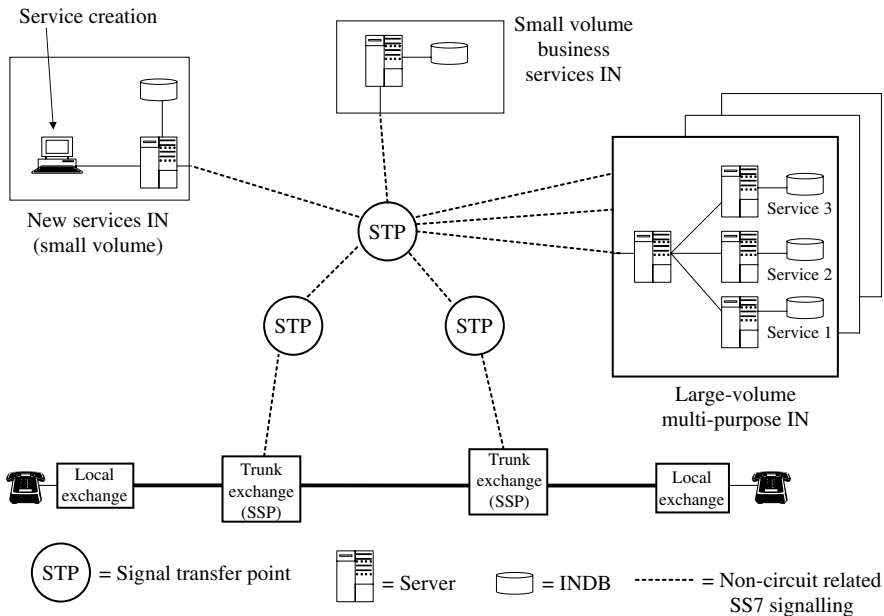 Service creation
Small volume
business
services IN
New services IN
(small volume)
STP
Service 3
Service 2
Service 1
STP
STP
Large-volume
multi-purpose IN
Local
exchange
Trunk
exchange
(SSP)
Trunk
exchange
(SSP)
Local
exchange
STP
= Signal transfer point
= Server
= INDB
= Non-circuit related
SS7 signalling